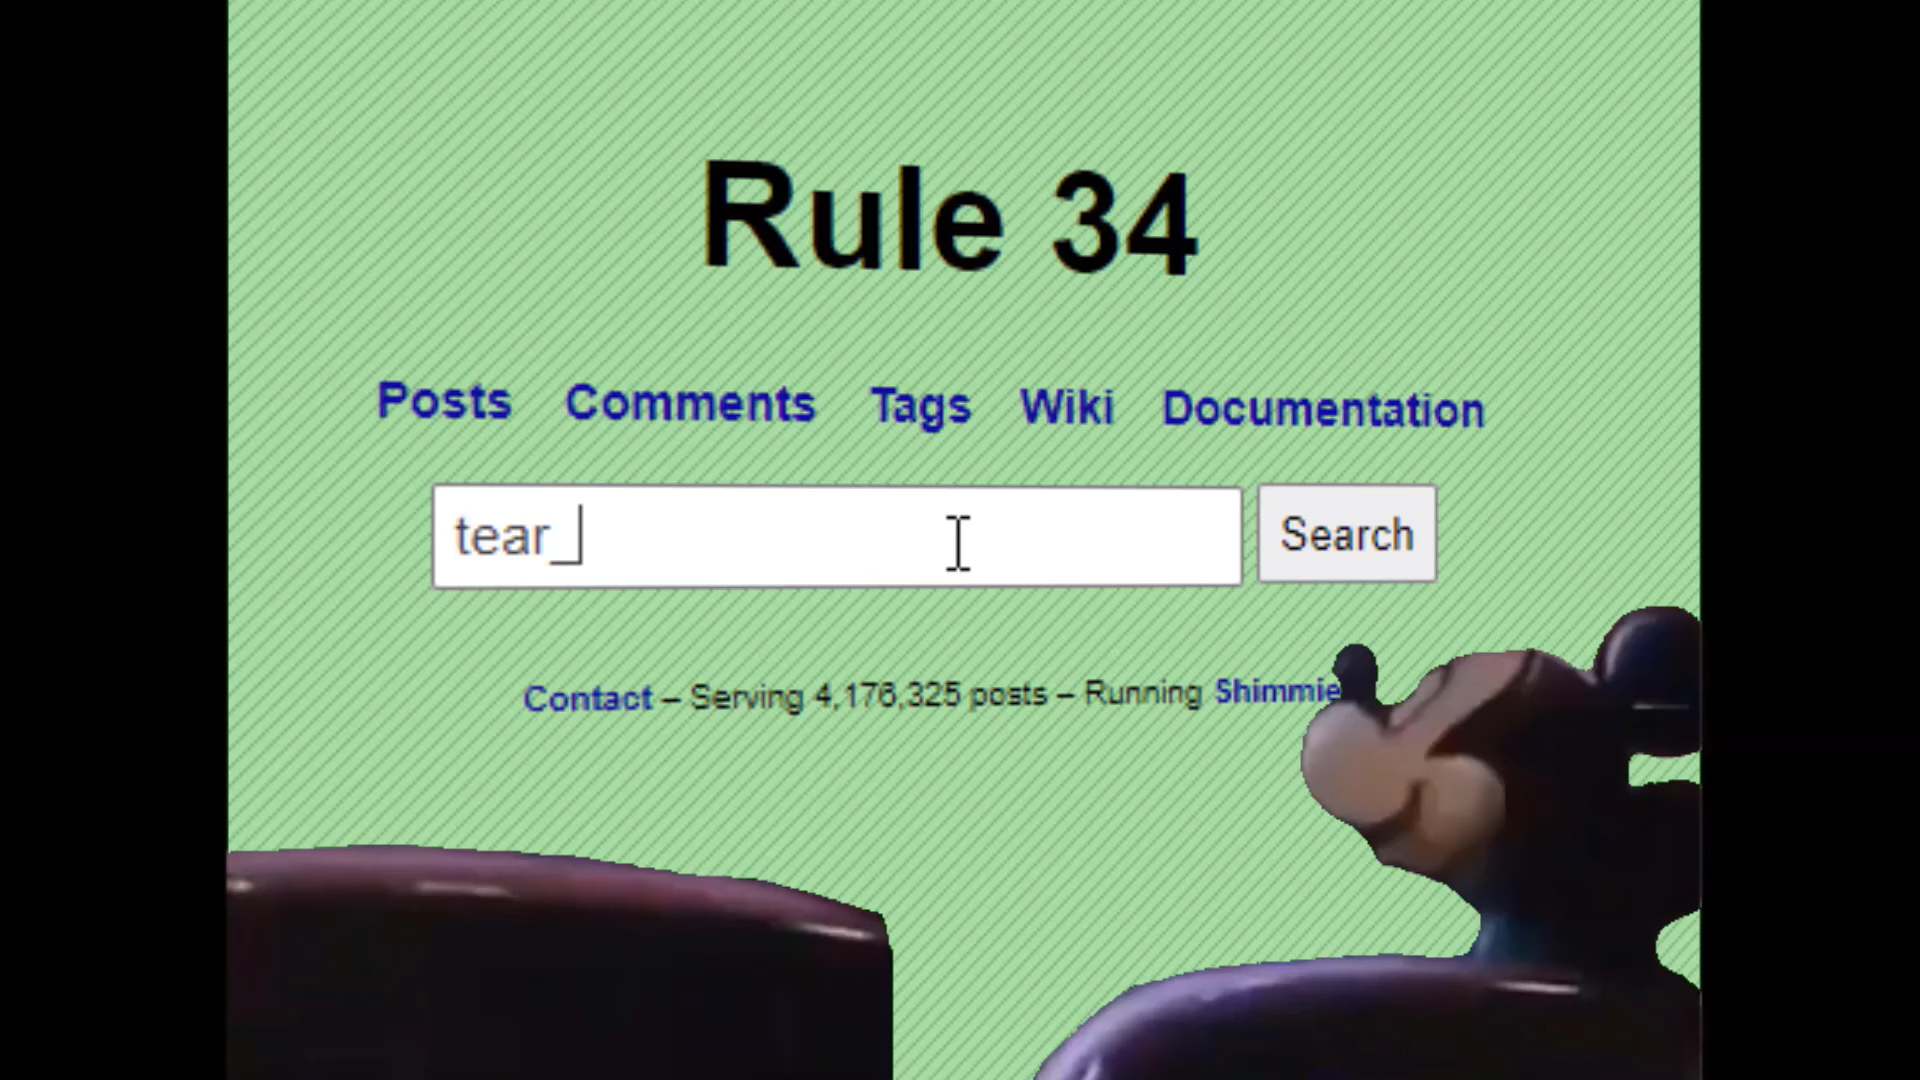 Rule 34
Posts Comments Tags Wiki Documentation
tear_ Search
Contact – Serving 4,176,325 posts – Running Shimmie